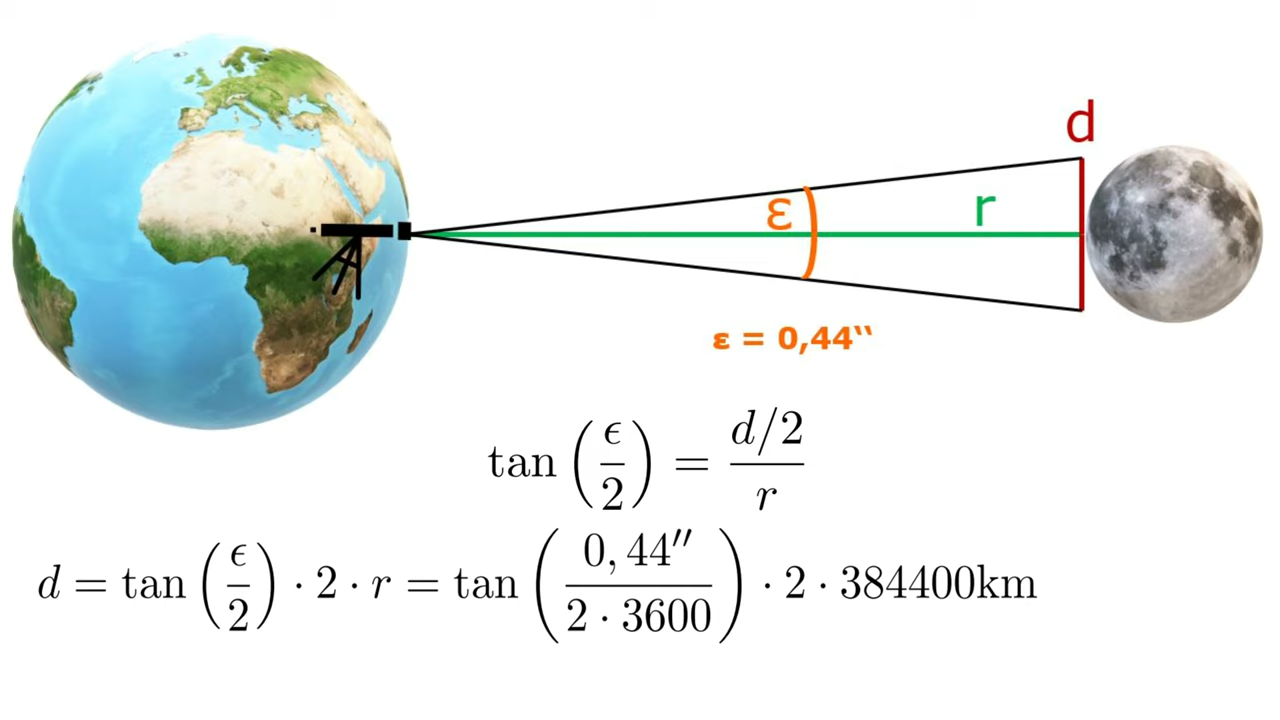 d
ε
r
ε = 0,44‟
tan(ϵ/2) = (d/2)/r
d = tan(ϵ/2) · 2 · r = tan(0,44″/(2 · 3600)) · 2 · 384400km